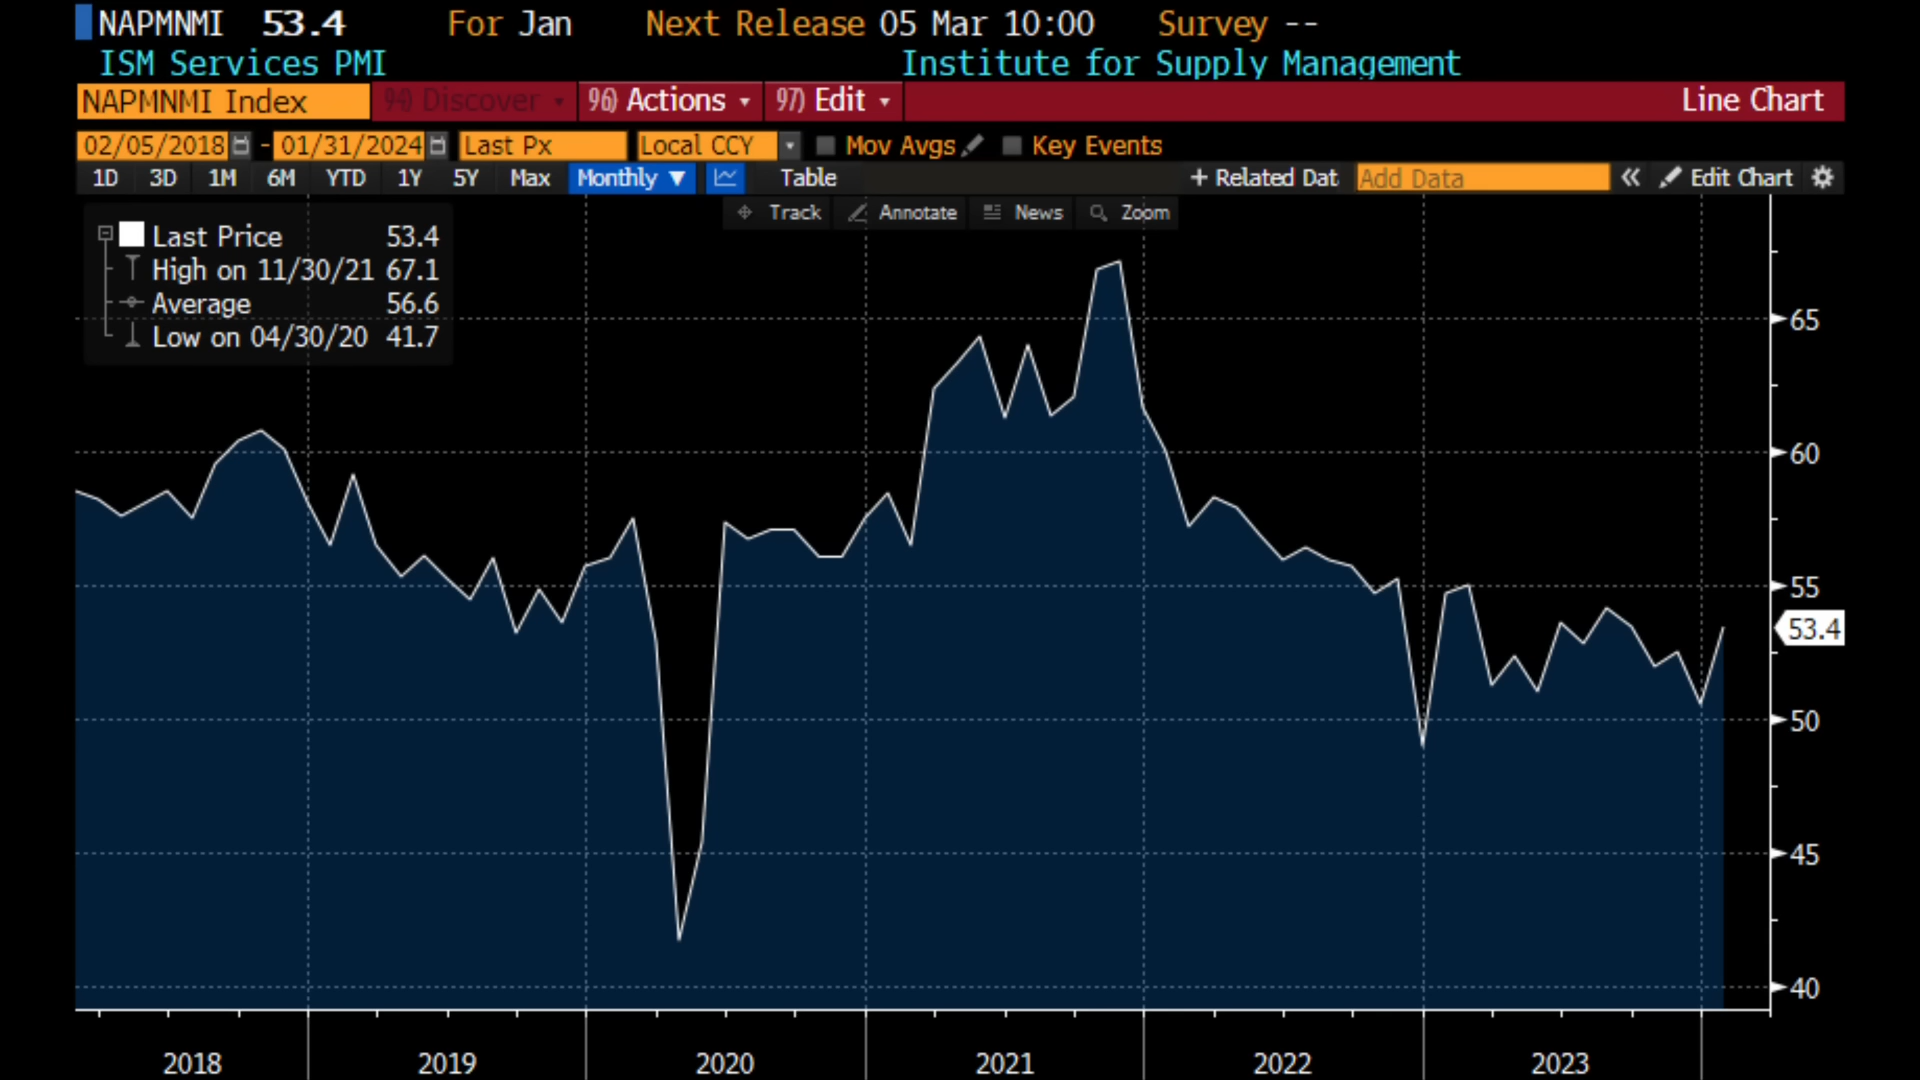 NAPMNMI 53.4 For Jan Next Release 05 Mar 10:00 Survey --
ISM Services PMI Institute for Supply Management
NAPMNMI Index 94) Discover 96) Actions 97) Edit Line Chart
02/05/2018 - 01/31/2024 Last Px Local CCY Mov Avgs Key Events
1D 3D 1M 6M YTD 1Y 5Y Max Monthly ▼ Table + Related Dat Add Data « Edit Chart
Track Annotate News Zoom
Last Price 53.4
High on 11/30/21 67.1
Average 56.6
Low on 04/30/20 41.7
65
60
55
53.4
50
45
40
2018 2019 2020 2021 2022 2023